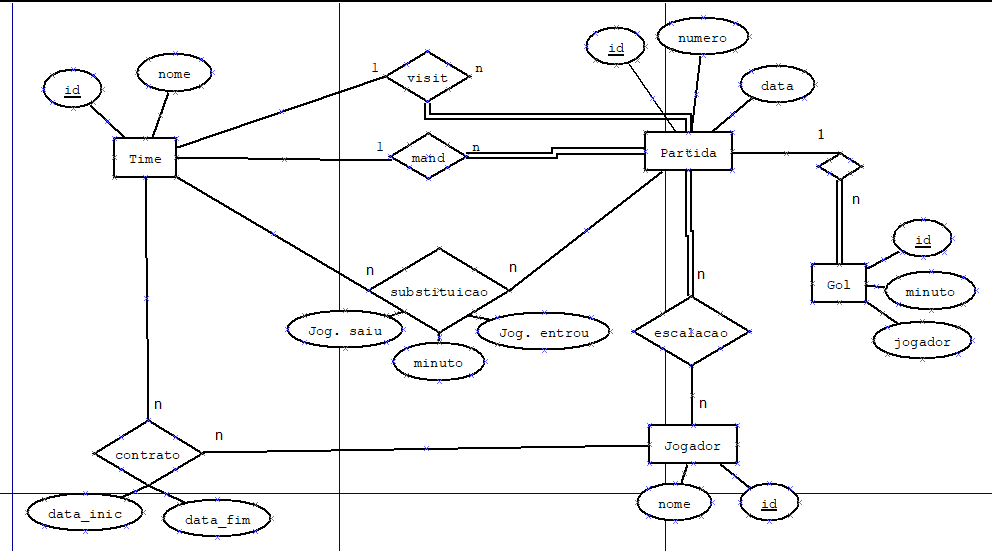 id
numero
nome
1
visit
n
id
data
1
Time
1
mand
n
Partida
n
id
n
n
substituicao
n
Gol
minuto
Jog. saiu
Jog. entrou
escalacao
jogador
minuto
n
n
n
contrato
Jogador
data_inic
data_fim
nome
id